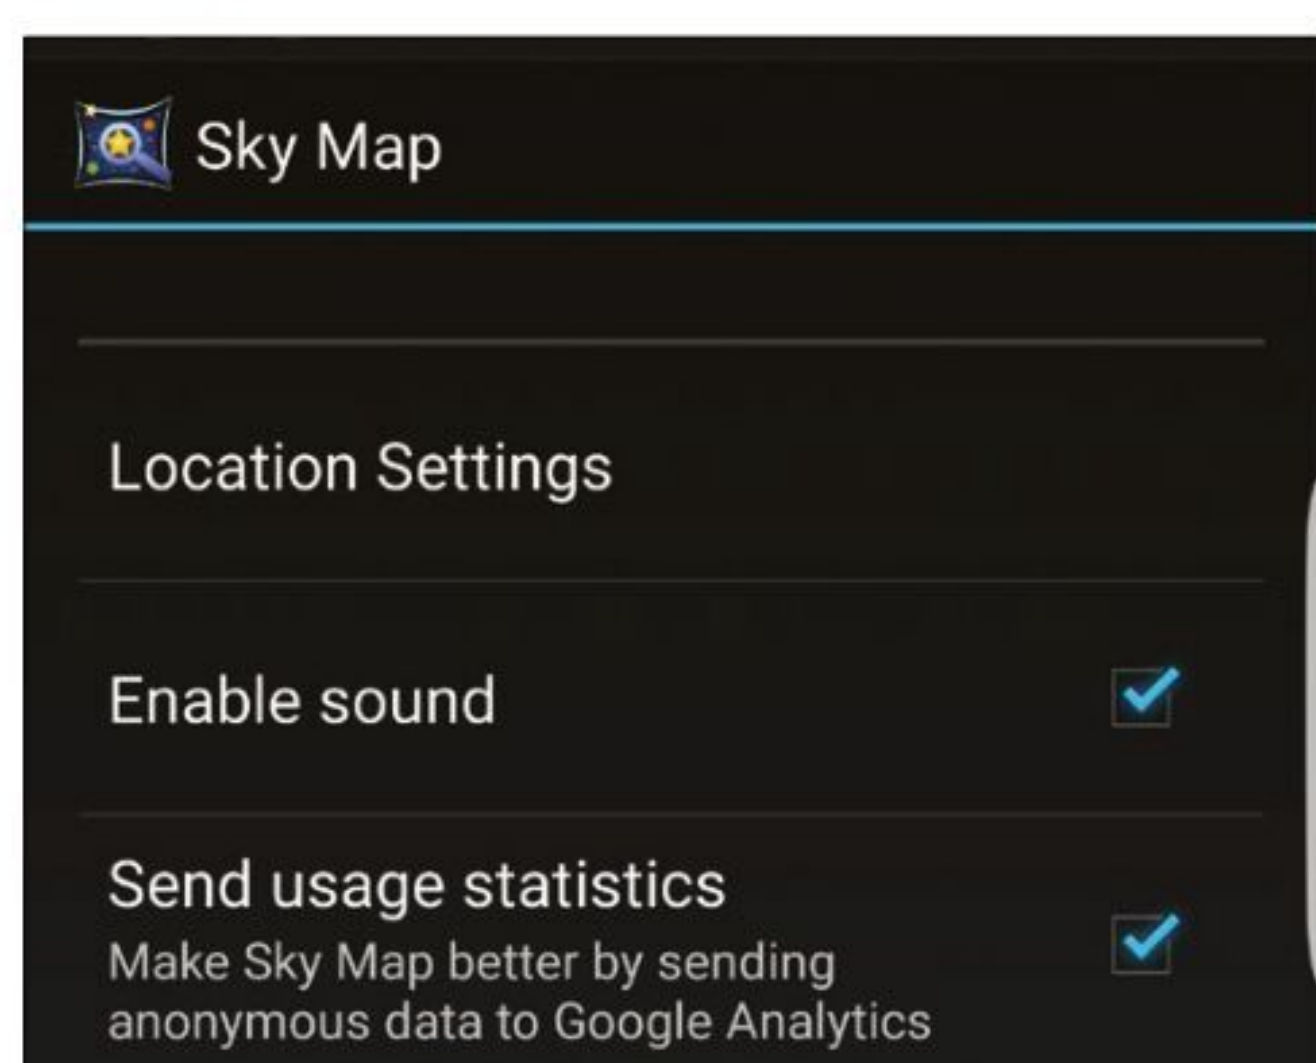 Sky Map
Location Settings
Enable sound
Send usage statistics
Make Sky Map better by sending
anonymous data to Google Analytics